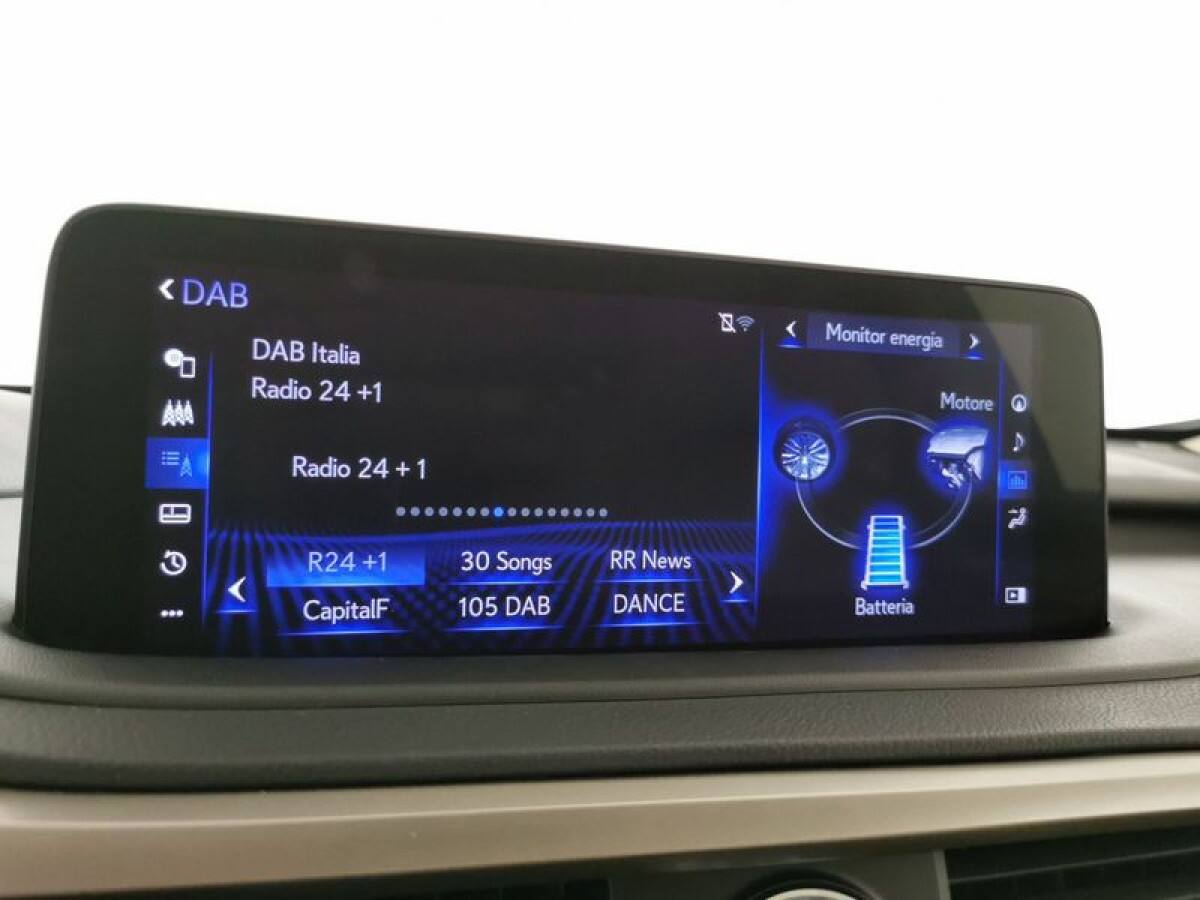 DAB
DAB Italia
Radio 24 +1
Radio 24 + 1
R24 +1 30 Songs RR News
CapitalF 105 DAB DANCE
Monitor energia
Motore
Batteria